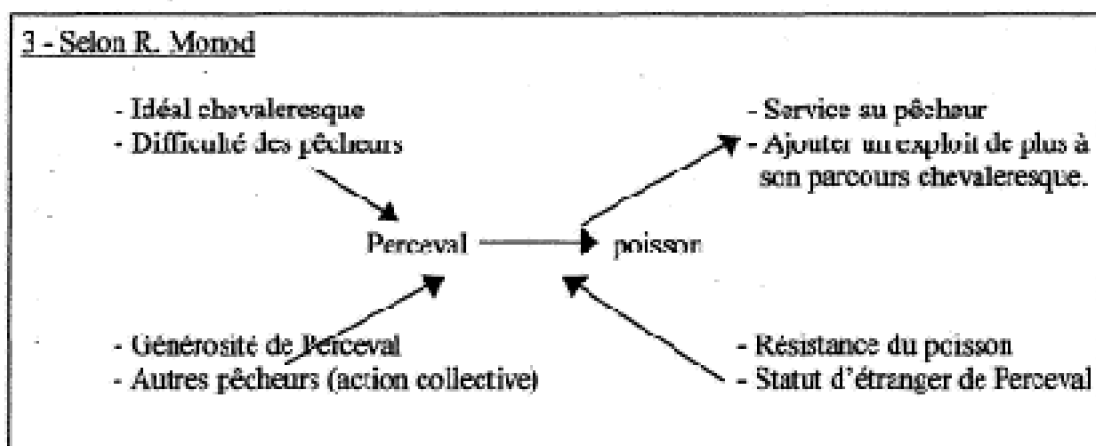 3 - Selon R. Monod
- Idéal chevaleresque
- Difficulté des pêcheurs
- Service au pêcheur
- Ajouter un exploit de plus à
son parcours chevaleresque.
Perceval
poisson
- Générosité de Perceval
- Autres pêcheurs (action collective)
- Résistance du poisson
- Statut d'étranger de Perceval